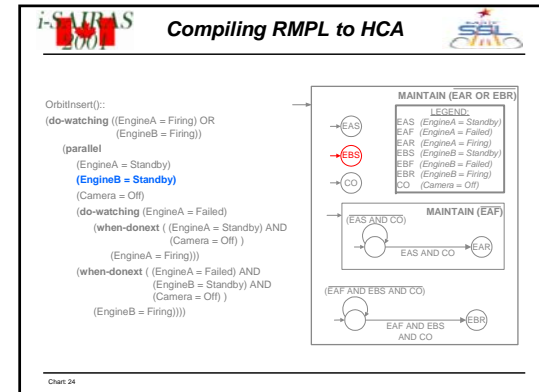 i-SAIRAS
2001
Compiling RMPL to HCA
SSL
OrbitInsert()::
(do-watching ((EngineA = Firing) OR
(EngineB = Firing))
(parallel
(EngineA = Standby)
(EngineB = Standby)
(Camera = Off)
(do-watching (EngineA = Failed)
(when-donext ( (EngineA = Standby) AND
(Camera = Off) )
(EngineA = Firing)))
(when-donext ( (EngineA = Failed) AND
(EngineB = Standby) AND
(Camera = Off) )
(EngineB = Firing))))
MAINTAIN (EAR OR EBR)
LEGEND:
EAS (EngineA = Standby)
EAF (EngineA = Failed)
EAR (EngineA = Firing)
EBS (EngineB = Standby)
EBF (EngineB = Failed)
EBR (EngineB = Firing)
CO (Camera = Off)
EAS
EBS
CO
MAINTAIN (EAF)
(EAS AND CO)
EAR
EAS AND CO
(EAF AND EBS AND CO)
EBR
EAF AND EBS
AND CO
Chart: 24